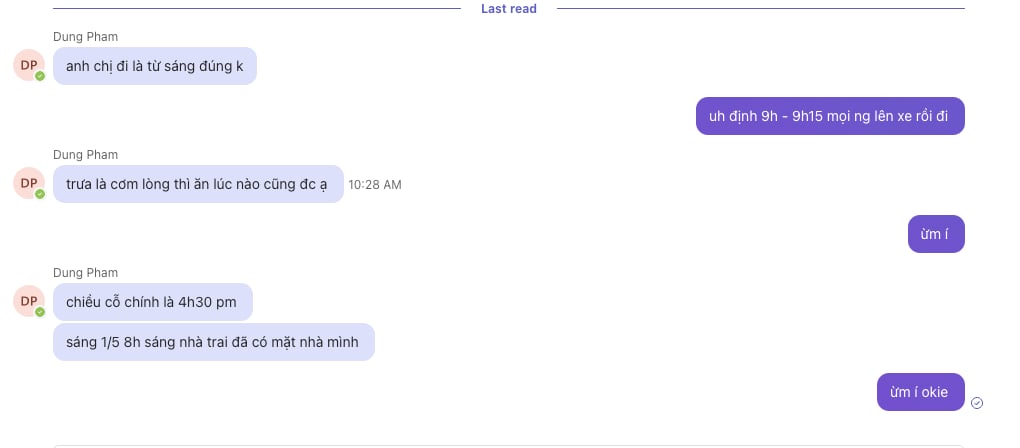 Last read
Dung Pham
DP
anh chị đi là từ sáng đúng k
uh định 9h - 9h15 mọi ng lên xe rồi đi
Dung Pham
DP
trưa là cơm lòng thì ăn lúc nào cũng đc ạ
10:28 AM
ừm í
Dung Pham
DP
chiều cỗ chính là 4h30 pm
sáng 1/5 8h sáng nhà trai đã có mặt nhà mình
ừm í okie